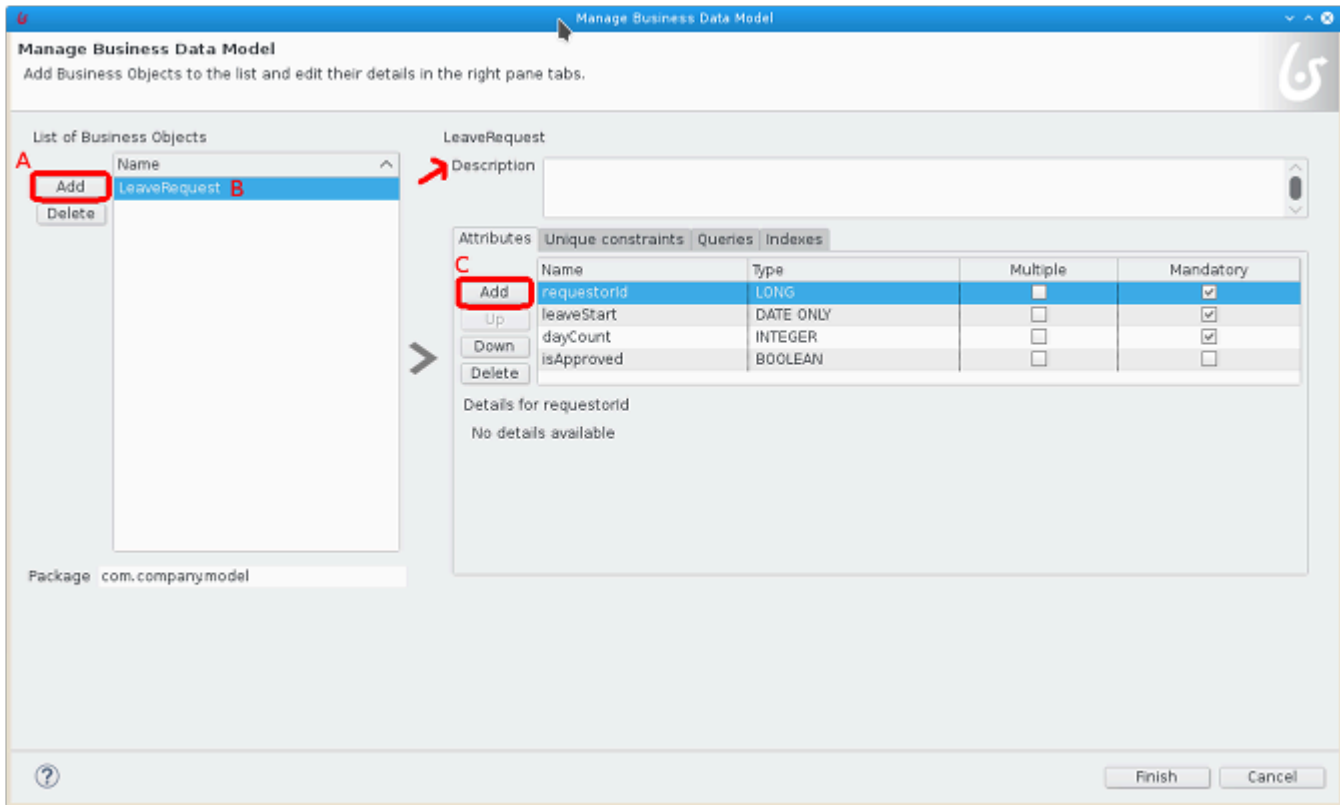 Manage Business Data Model
Manage Business Data Model
Add Business Objects to the list and edit their details in the right pane tabs.
List of Business Objects
A
Name
Add
LeaveRequest B
Delete
Package com.companymodel
LeaveRequest
Description
Attributes Unique constraints Queries Indexes
C
Name Type Multiple Mandatory
Add
requestorId LONG
Up
leaveStart DATE ONLY
Down
dayCount INTEGER
Delete
isApproved BOOLEAN
Details for requestorId
No details available
Finish Cancel